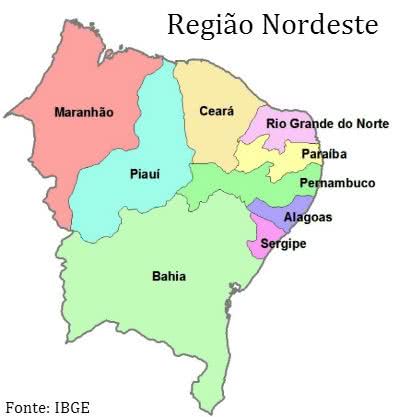 Região Nordeste
Maranhão
Ceará
Rio Grande do Norte
Paraíba
Piauí
Pernambuco
Alagoas
Sergipe
Bahia
Fonte: IBGE